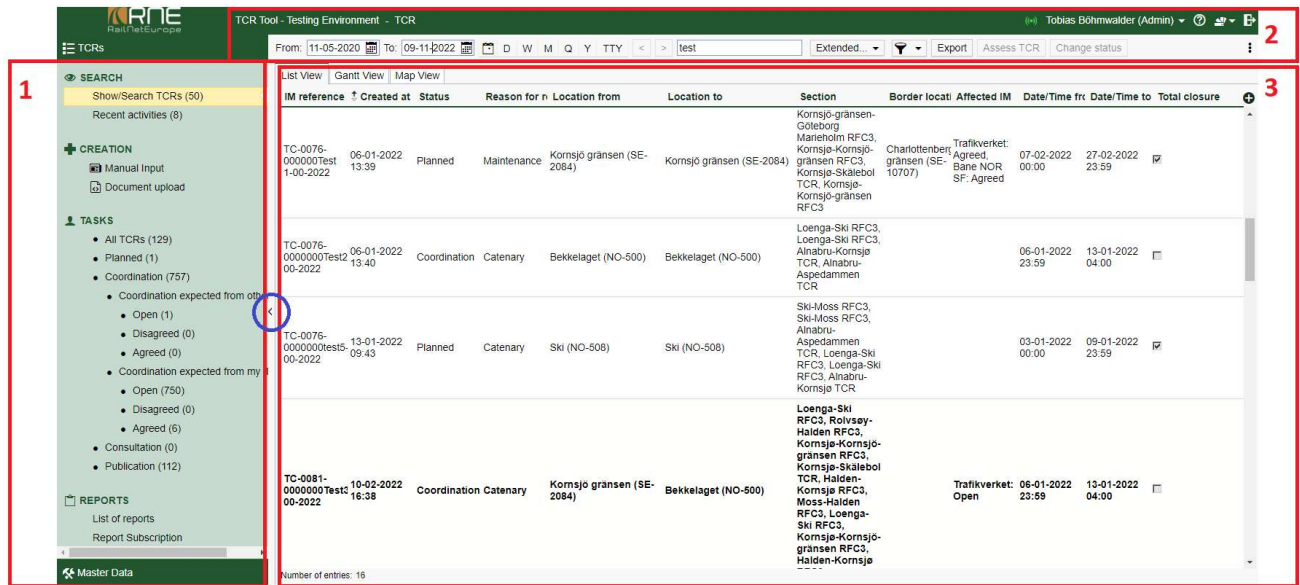 RNE
RailNetEurope
TCR Tool - Testing Environment - TCR
Tobias Böhmwalder (Admin)
2
TCRs
From: 11-05-2020 To: 09-11-2022 D W M Q Y TTY < > test Extended... Export Assess TCR Change status
1
SEARCH
Show/Search TCRs (50)
Recent activities (8)
CREATION
Manual Input
Document upload
TASKS
All TCRs (129)
Planned (1)
Coordination (757)
Coordination expected from othe
Open (1)
Disagreed (0)
Agreed (0)
Coordination expected from my
Open (750)
Disagreed (0)
Agreed (6)
Consultation (0)
Publication (112)
REPORTS
List of reports
Report Subscription
Master Data
<
3
List View Gantt View Map View
IM reference Created at Status Reason for r Location from Location to Section Border locati Affected IM Date/Time fr Date/Time to Total closure
TC-0076-
000000Test
1-00-2022
06-01-2022
13:39
Planned
Maintenance
Kornsjö gränsen (SE-
2084)
Kornsjö gränsen (SE-2084)
Kornsjö-gränsen-
Göteborg
Marieholm RFC3,
Kornsjø-Kornsjö-
gränsen RFC3,
Kornsjø-Skälebol
TCR, Kornsjø-
Kornsjö-gränsen
RFC3
Charlottenberg
gränsen (SE-
10707)
Trafikverket:
Agreed,
Bane NOR
SF: Agreed
07-02-2022
00:00
27-02-2022
23:59
TC-0076-
0000000Test2
00-2022
06-01-2022
13:40
Coordination
Catenary
Bekkelaget (NO-500)
Bekkelaget (NO-500)
Loenga-Ski RFC3,
Loenga-Ski RFC3,
Alnabru-Kornsjø
TCR, Alnabru-
Aspedammen
TCR
06-01-2022
23:59
13-01-2022
04:00
TC-0076-
0000000test5-
00-2022
13-01-2022
09:43
Planned
Catenary
Ski (NO-508)
Ski (NO-508)
Ski-Moss RFC3,
Ski-Moss RFC3,
Alnabru-
Aspedammen
TCR, Loenga-Ski
RFC3, Loenga-Ski
RFC3, Alnabru-
Kornsjø TCR
03-01-2022
00:00
09-01-2022
23:59
TC-0081-
0000000Test3
00-2022
10-02-2022
16:38
Coordination
Catenary
Kornsjö gränsen (SE-
2084)
Bekkelaget (NO-500)
Loenga-Ski
RFC3, Rolvsøy-
Halden RFC3,
Kornsjø-Kornsjö-
gränsen RFC3,
Kornsjø-Skälebol
TCR, Halden-
Kornsjø RFC3,
Moss-Halden
RFC3, Loenga-
Ski RFC3,
Kornsjø-Kornsjö-
gränsen RFC3,
Halden-Kornsjø
Trafikverket:
Open
06-01-2022
23:59
13-01-2022
04:00
Number of entries: 16